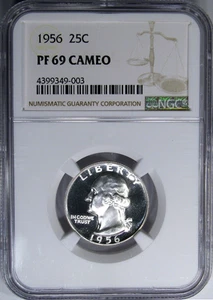 1956 25C
PF 69 CAMEO
4399349-003
NUMISMATIC GUARANTY CORPORATION
NGC
LIBERTY
IN GOD WE
TRUST
1956